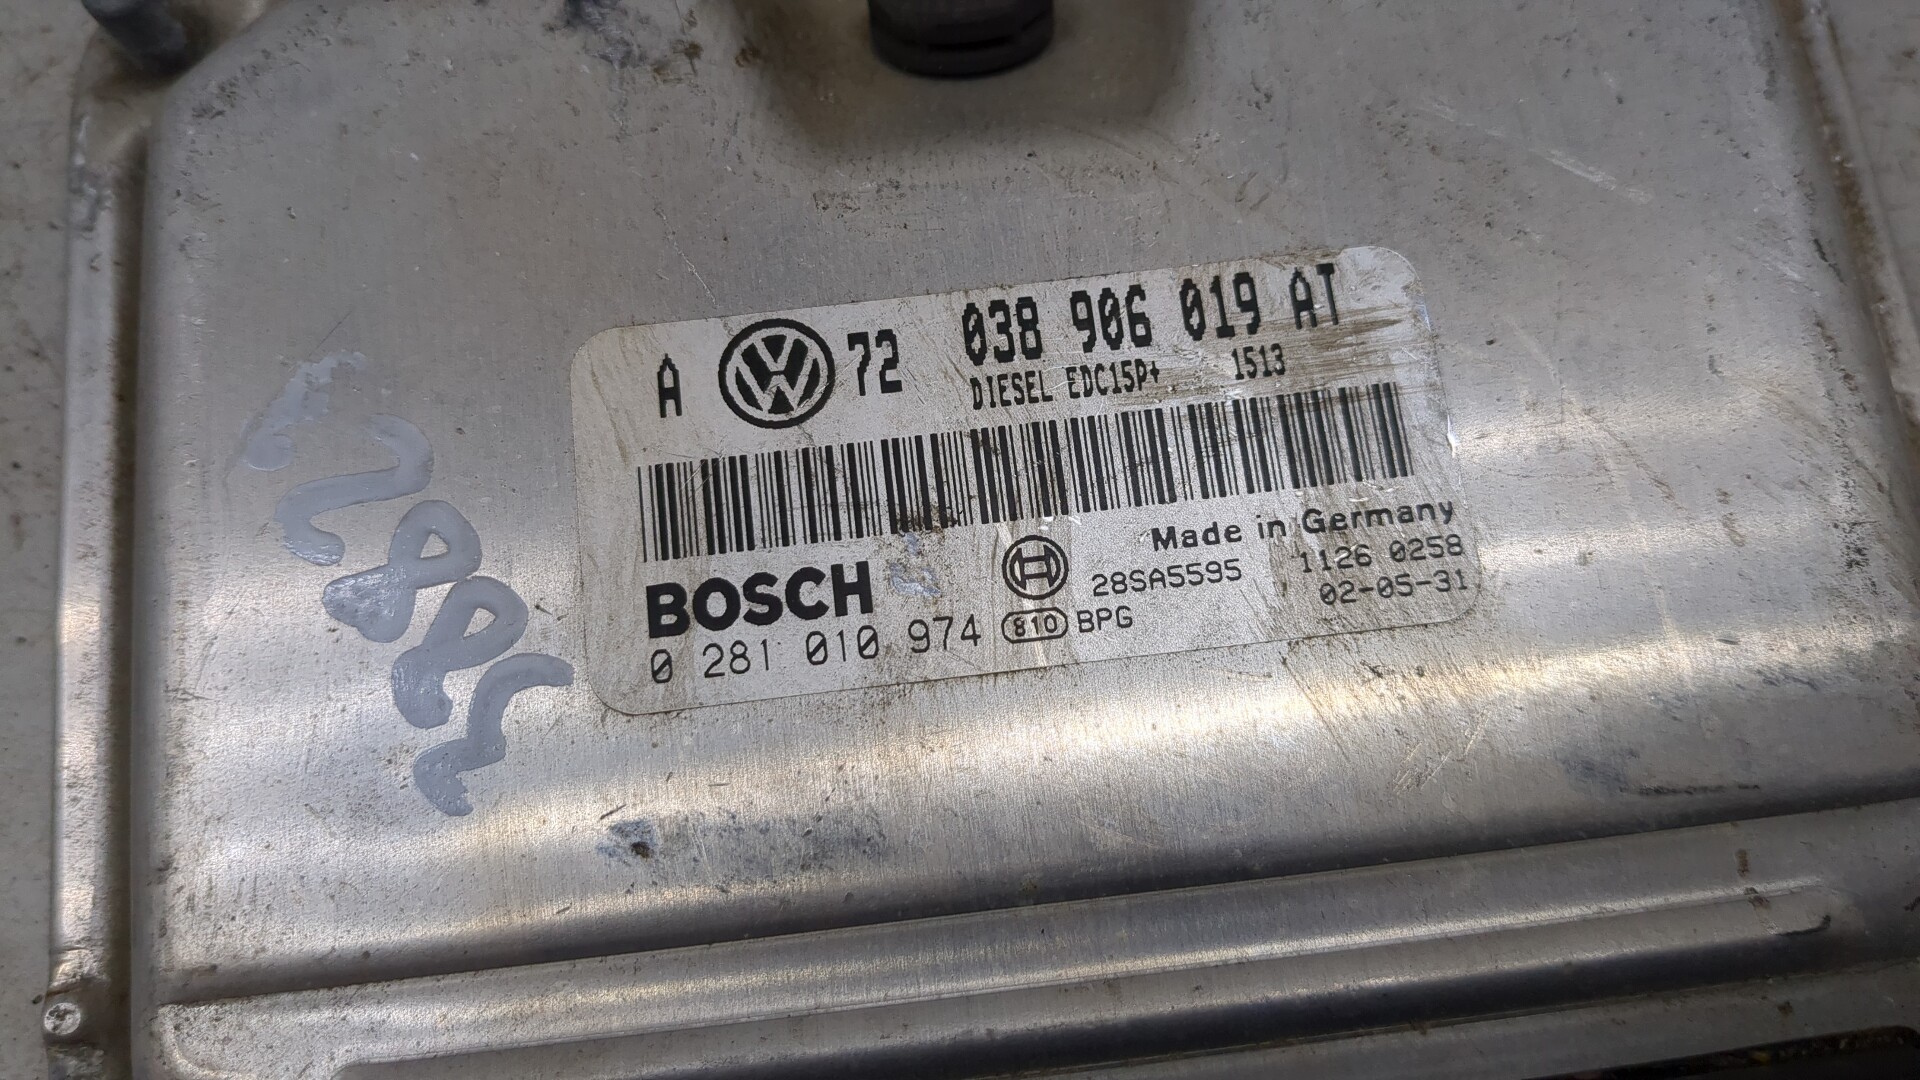 A 72 038 906 019 AT
DIESEL EDC15P+ 1513
Made in Germany
BOSCH 28SA5595 1126 0258
02-05-31
0 281 010 974 810 BPG